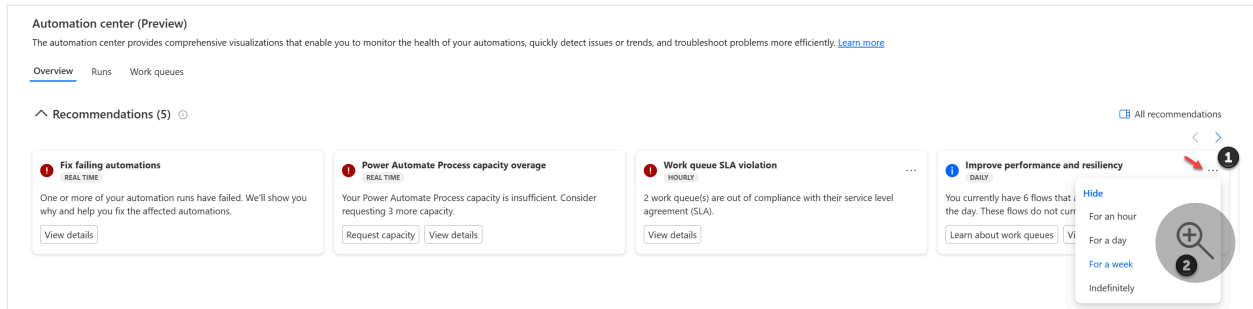 Automation center (Preview)
The automation center provides comprehensive visualizations that enable you to monitor the health of your automations, quickly detect issues or trends, and troubleshoot problems more efficiently. Learn more
Overview Runs Work queues
Recommendations (5)
All recommendations
Fix failing automations
REAL TIME
One or more of your automation runs have failed. We'll show you
why and help you fix the affected automations.
View details
Power Automate Process capacity overage
REAL TIME
Your Power Automate Process capacity is insufficient. Consider
requesting 3 more capacity.
Request capacity View details
Work queue SLA violation
HOURLY
...
2 work queue(s) are out of compliance with their service level
agreement (SLA).
View details
Improve performance and resiliency
DAILY
...
1
You currently have 6 flows that
the day. These flows do not
Learn about work queues
Hide
For an hour
For a day
For a week
2
Indefinitely